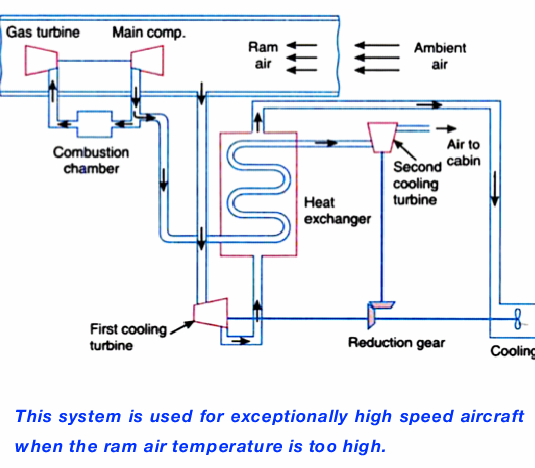 Gas turbine
Main comp.
Ram
air
Ambient
air
Combustion
chamber
Air to
cabin
Second
cooling
turbine
Heat
exchanger
First cooling
turbine
Reduction gear
Cooling
This system is used for exceptionally high speed aircraft
when the ram air temperature is too high.